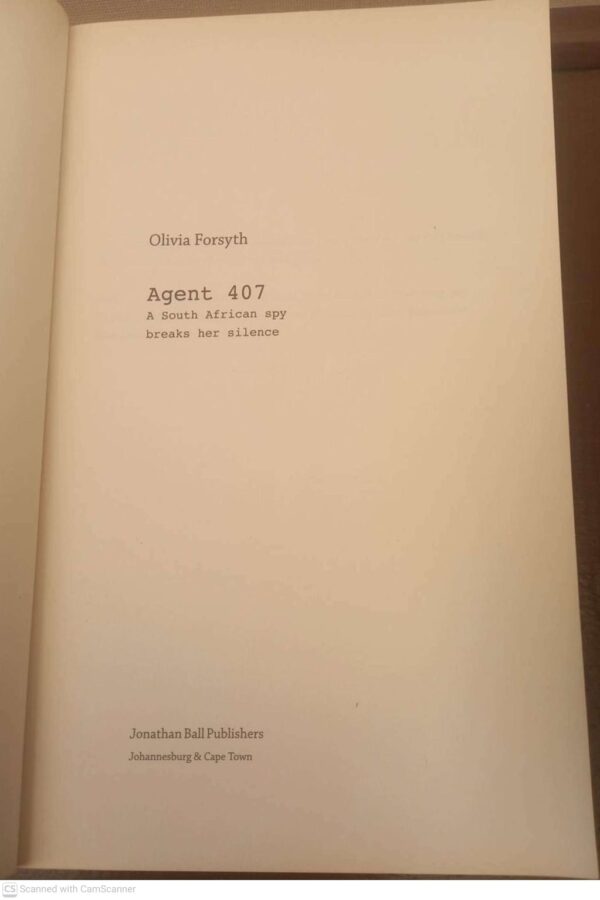 Olivia Forsyth
Agent 407
A South African spy
breaks her silence
Jonathan Ball Publishers
Johannesburg & Cape Town
CS Scanned with CamScanner